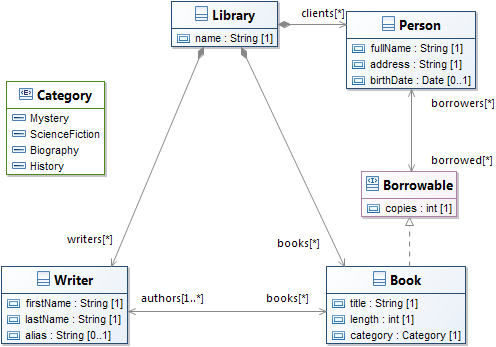 Library
name : String [1]
clients[*]
Person
fullName : String [1]
address : String [1]
birthDate : Date [0..1]
Category
Mystery
ScienceFiction
Biography
History
borrowers[*]
borrowed[*]
Borrowable
copies : int [1]
writers[*]
books[*]
Writer
firstName : String [1]
lastName : String [1]
alias : String [0..1]
authors[1..*]
books[*]
Book
title : String [1]
length : int [1]
category : Category [1]